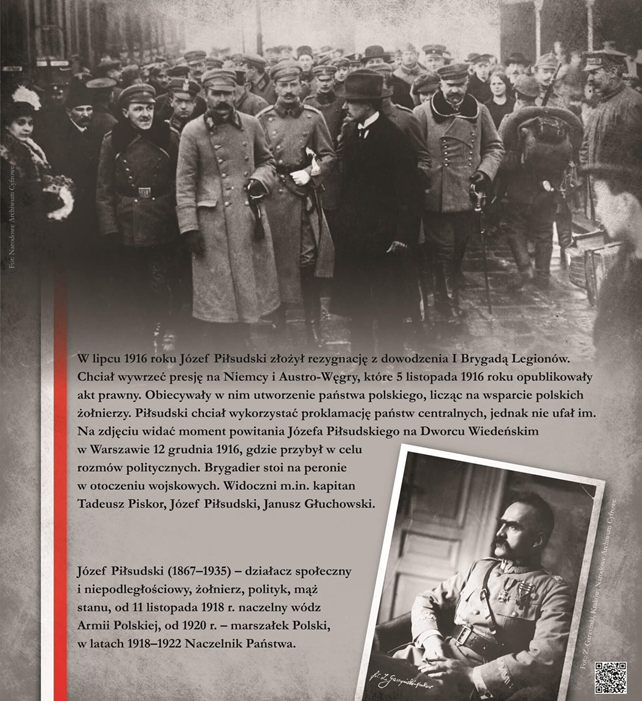 Fot. Narodowe Archiwum Cyfrowe
W lipcu 1916 roku Józef Piłsudski złożył rezygnację z dowodzenia I Brygadą Legionów.
Chciał wywrzeć presję na Niemcy i Austro-Węgry, które 5 listopada 1916 roku opublikowały
akt prawny. Obiecywały w nim utworzenie państwa polskiego, licząc na wsparcie polskich
żołnierzy. Piłsudski chciał wykorzystać proklamację państw centralnych, jednak nie ufał im.
Na zdjęciu widać moment powitania Józefa Piłsudskiego na Dworcu Wiedeńskim
w Warszawie 12 grudnia 1916, gdzie przybył w celu
rozmów politycznych. Brygadier stoi na peronie
w otoczeniu wojskowych. Widoczni m.in. kapitan
Tadeusz Piskor, Józef Piłsudski, Janusz Głuchowski.
Józef Piłsudski (1867–1935) – działacz społeczny
i niepodległościowy, żołnierz, polityk, mąż
stanu, od 11 listopada 1918 r. naczelny wódz
Armii Polskiej, od 1920 r. – marszałek Polski,
w latach 1918–1922 Naczelnik Państwa.
Narodowe Archiwum Cyfrowe